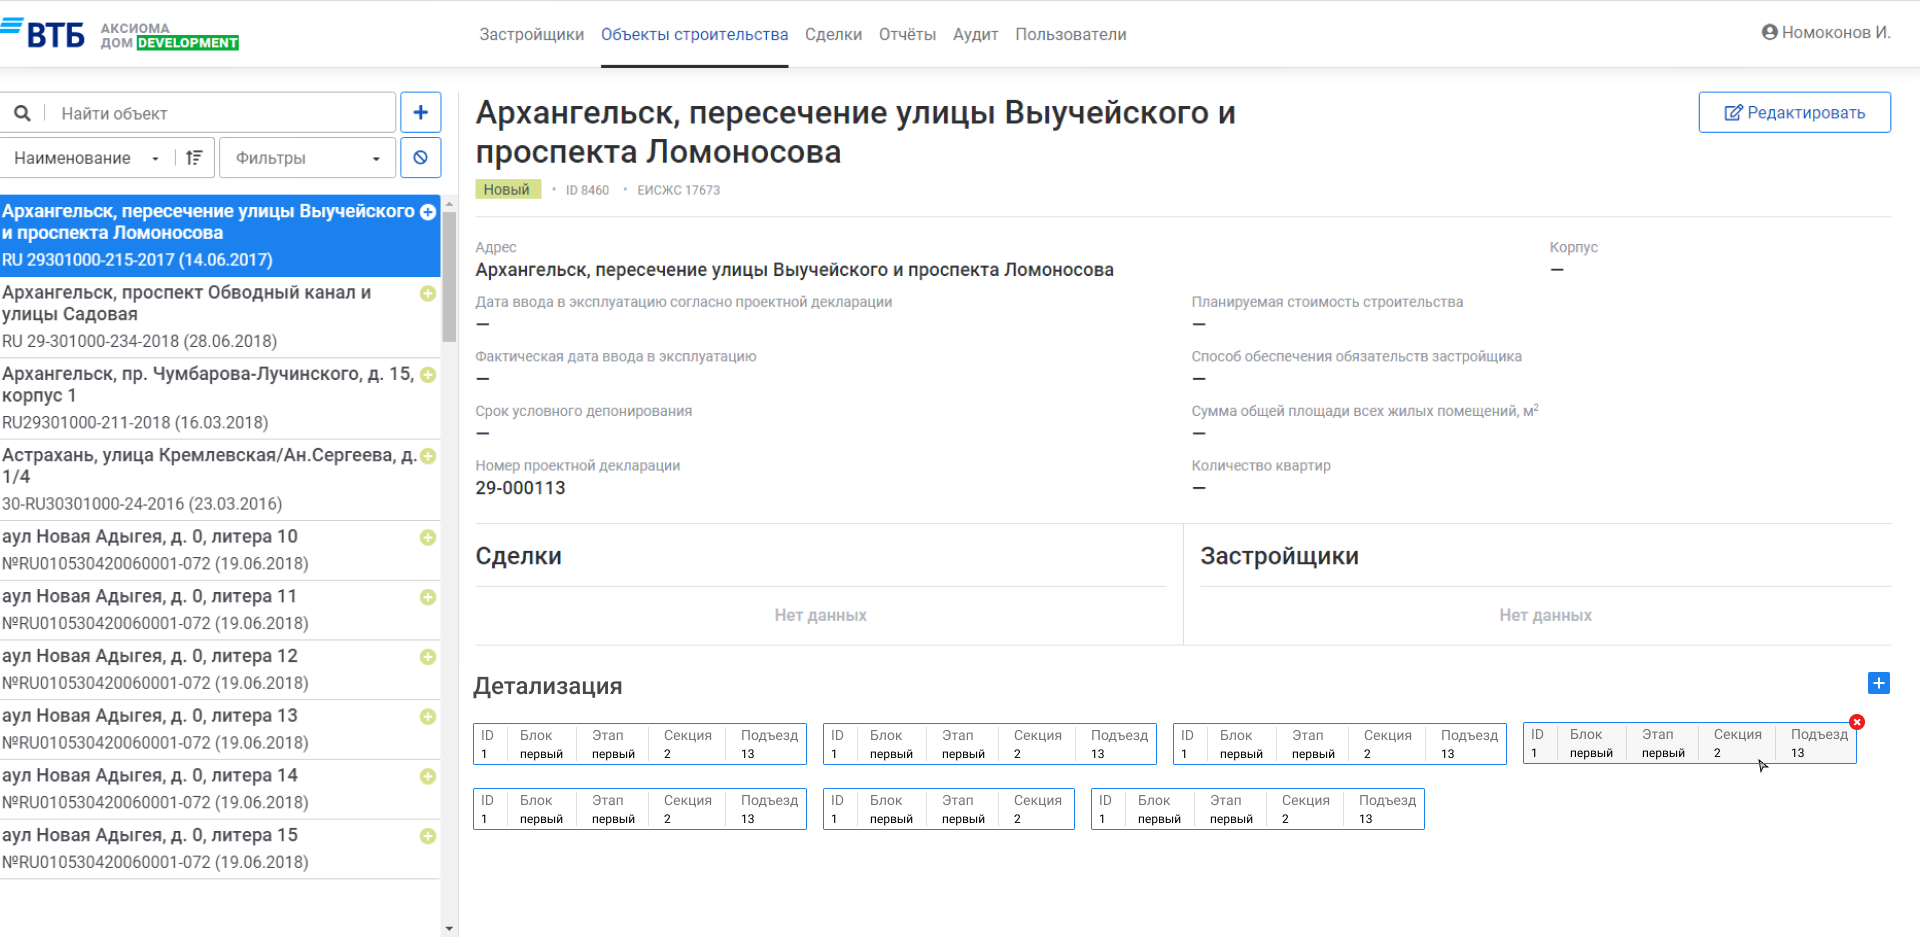 ВТБ
АКСИОМА
ДОМ DEVELOPMENT
Застройщики Объекты строительства Сделки Отчёты Аудит Пользователи
Номоконов И.
Найти объект
Наименование Фильтры
Архангельск, пересечение улицы Выучейского
и проспекта Ломоносова
RU 29301000-215-2017 (14.06.2017)
Архангельск, проспект Обводный канал и
улицы Садовая
RU 29-301000-234-2018 (28.06.2018)
Архангельск, пр. Чумбарова-Лучинского, д. 15,
корпус 1
RU29301000-211-2018 (16.03.2018)
Астрахань, улица Кремлевская/Ан.Сергеева, д.
1/4
30-RU30301000-24-2016 (23.03.2016)
аул Новая Адыгея, д. 0, литера 10
№RU010530420060001-072 (19.06.2018)
аул Новая Адыгея, д. 0, литера 11
№RU010530420060001-072 (19.06.2018)
аул Новая Адыгея, д. 0, литера 12
№RU010530420060001-072 (19.06.2018)
аул Новая Адыгея, д. 0, литера 13
№RU010530420060001-072 (19.06.2018)
аул Новая Адыгея, д. 0, литера 14
№RU010530420060001-072 (19.06.2018)
аул Новая Адыгея, д. 0, литера 15
№RU010530420060001-072 (19.06.2018)
Архангельск, пересечение улицы Выучейского и
проспекта Ломоносова
Редактировать
Новый • ID 8460 • ЕИСЖС 17673
Адрес
Архангельск, пересечение улицы Выучейского и проспекта Ломоносова
Корпус
—
Дата ввода в эксплуатацию согласно проектной декларации
—
Планируемая стоимость строительства
—
Фактическая дата ввода в эксплуатацию
—
Способ обеспечения обязательств застройщика
—
Срок условного депонирования
—
Сумма общей площади всех жилых помещений, м²
—
Номер проектной декларации
29-000113
Количество квартир
—
Сделки
Нет данных
Застройщики
Нет данных
Детализация
ID Блок Этап Секция Подъезд
1 первый первый 2 13
ID Блок Этап Секция Подъезд
1 первый первый 2 13
ID Блок Этап Секция Подъезд
1 первый первый 2 13
ID Блок Этап Секция Подъезд
1 первый первый 2 13
ID Блок Этап Секция Подъезд
1 первый первый 2 13
ID Блок Этап Секция
1 первый первый 2
ID Блок Этап Секция Подъезд
1 первый первый 2 13